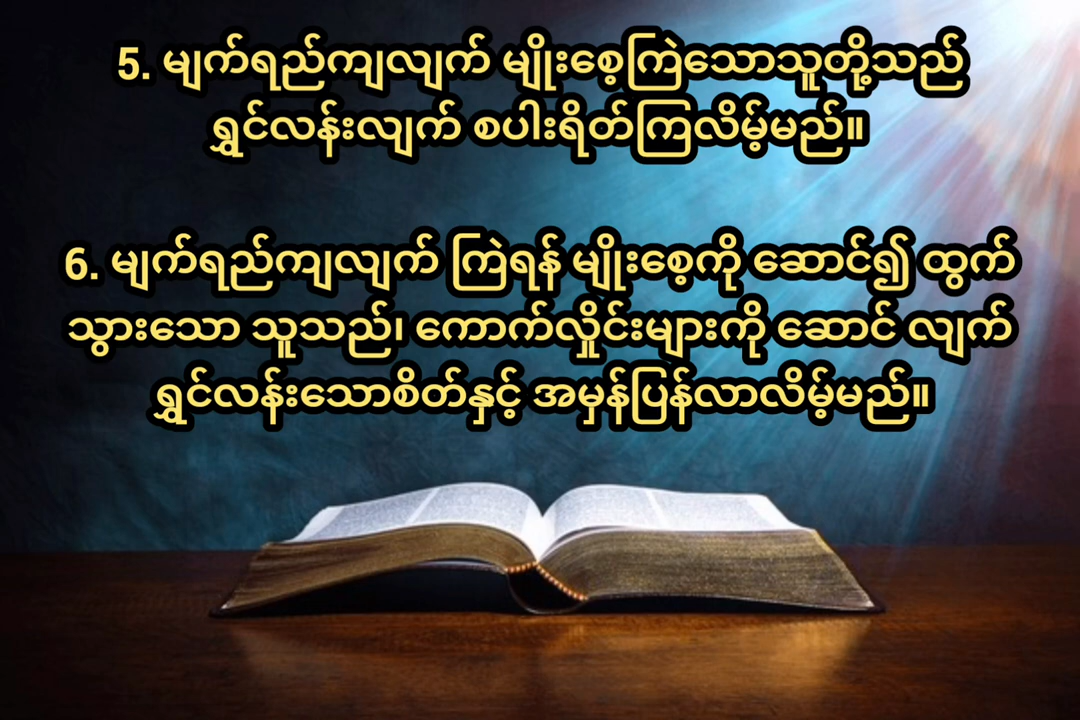 5. မျက်ရည်ကျလျက် မျိုးစေ့ကြဲသောသူတို့သည်
ရွှင်လန်းလျက် စပါးရိတ်ကြလိမ့်မည်။
6. မျက်ရည်ကျလျက် ကြဲရန် မျိုးစေ့ကို ဆောင်၍ ထွက်
သွားသော သူသည်၊ ကောက်လှိုင်းများကို ဆောင် လျက်
ရွှင်လန်းသောစိတ်နှင့် အမှန်ပြန်လာလိမ့်မည်။